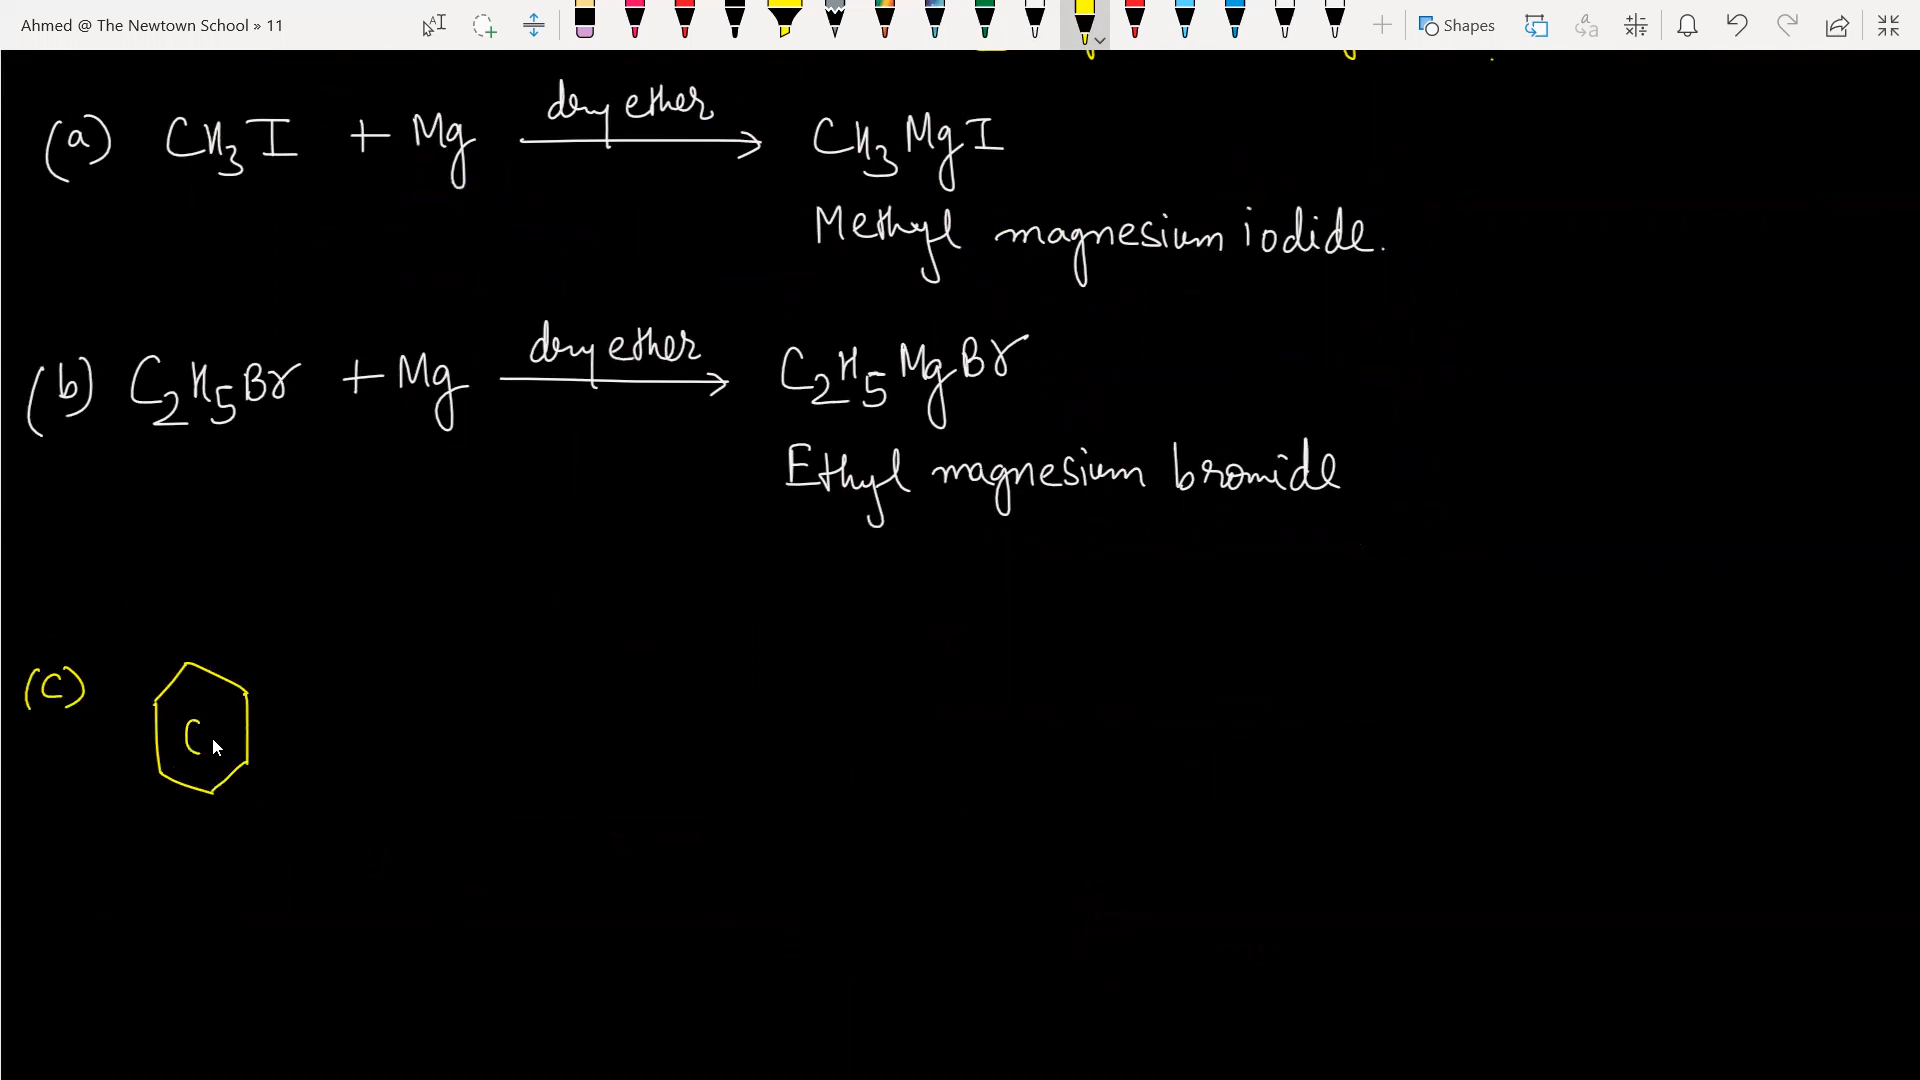 Ahmed @ The Newtown School » 11
Shapes
(a) CH₃I + Mg dry ether → CH₃MgI
Methyl magnesium iodide.
(b) C₂H₅Br + Mg dry ether → C₂H₅MgBr
Ethyl magnesium bromide
(C) C